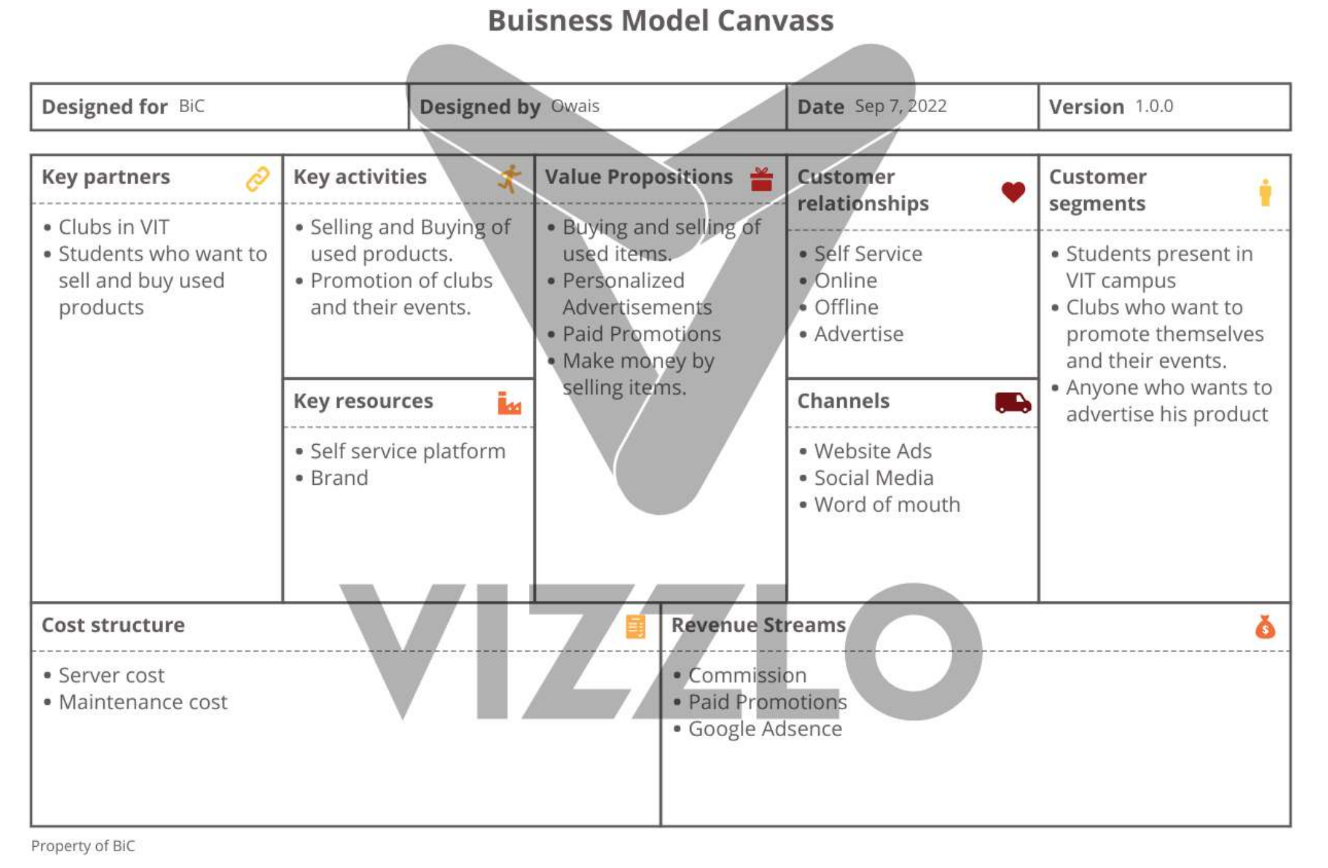 Buisness Model Canvass
Designed for BiC
Designed by Owais
Date Sep 7, 2022
Version 1.0.0
Key partners
• Clubs in VIT
• Students who want to
sell and buy used
products
Key activities
• Selling and Buying of
used products.
• Promotion of clubs
and their events.
Key resources
• Self service platform
• Brand
Value Propositions
• Buying and selling of
used items.
• Personalized
Advertisements
• Paid Promotions
• Make money by
selling items.
Customer
relationships
• Self Service
• Online
• Offline
• Advertise
Channels
• Website Ads
• Social Media
• Word of mouth
Customer
segments
• Students present in
VIT campus
• Clubs who want to
promote themselves
and their events.
• Anyone who wants to
advertise his product
Cost structure
• Server cost
• Maintenance cost
Revenue Streams
• Commission
• Paid Promotions
• Google Adsence
VIZZLO
Property of BiC